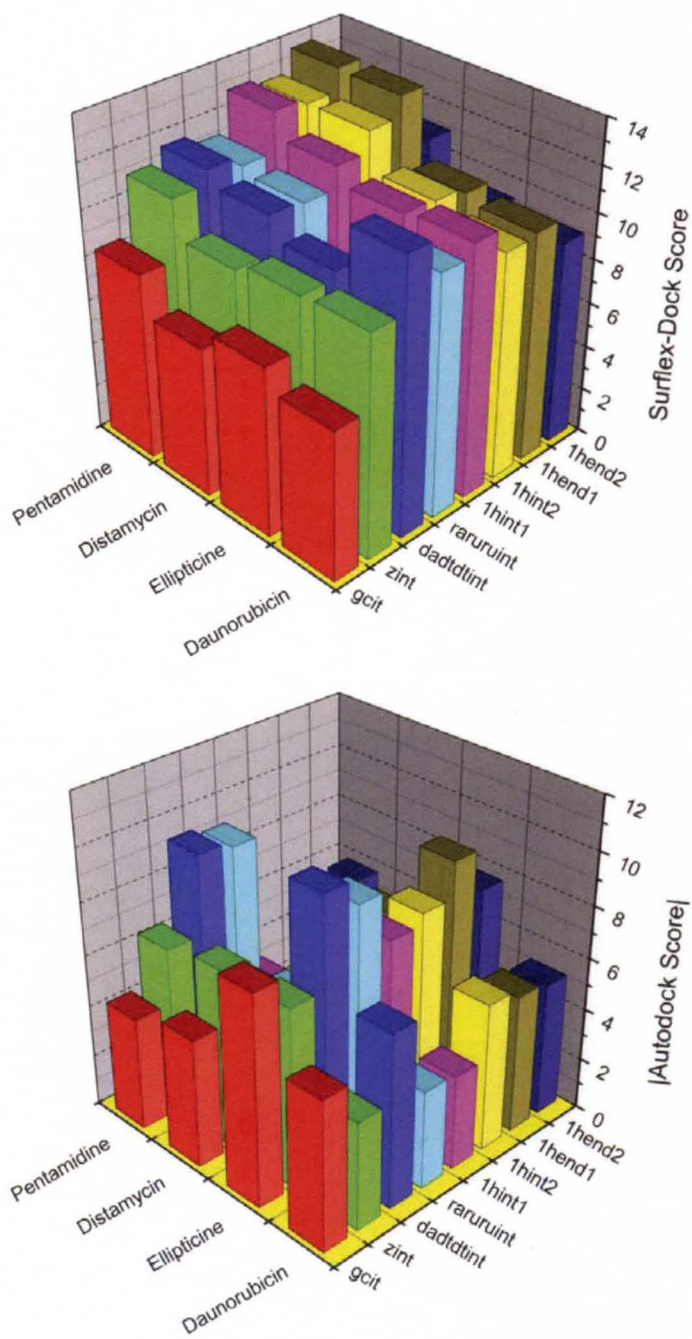 14
12
10
8
6
4
2
0
Surflex-Dock Score
Pentamidine
Distamycin
Ellipticine
Daunorubicin
gcit
zint
dadtdtint
raruruint
1hint1
1hint2
1hend1
1hend2
12
10
8
6
4
2
0
|Autodock Score|
Pentamidine
Distamycin
Ellipticine
Daunorubicin
gcit
zint
dadtdtint
raruruint
1hint1
1hint2
1hend1
1hend2